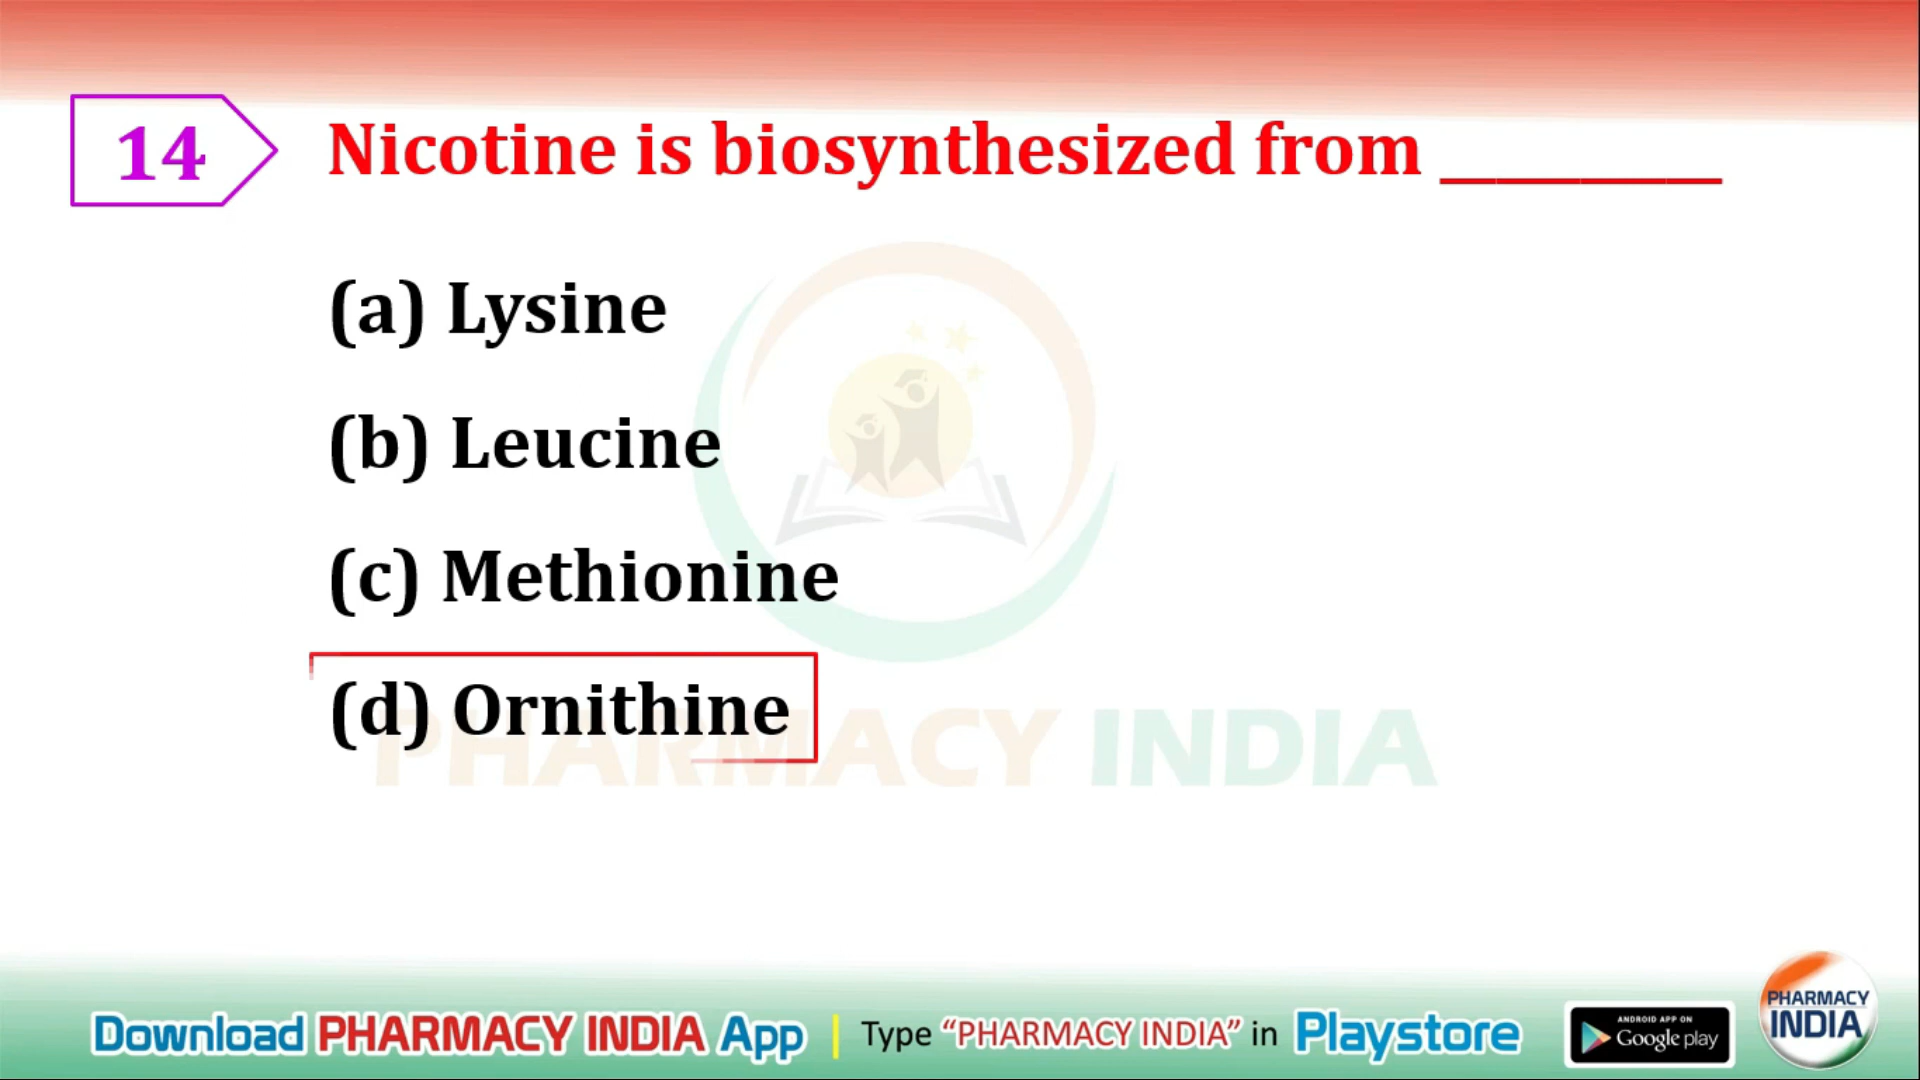 14 Nicotine is biosynthesized from __________
(a) Lysine
(b) Leucine
(c) Methionine
(d) Ornithine
PHARMACY INDIA
Download PHARMACY INDIA App | Type “PHARMACY INDIA” in Playstore
ANDROID APP ON
Google play
PHARMACY
INDIA